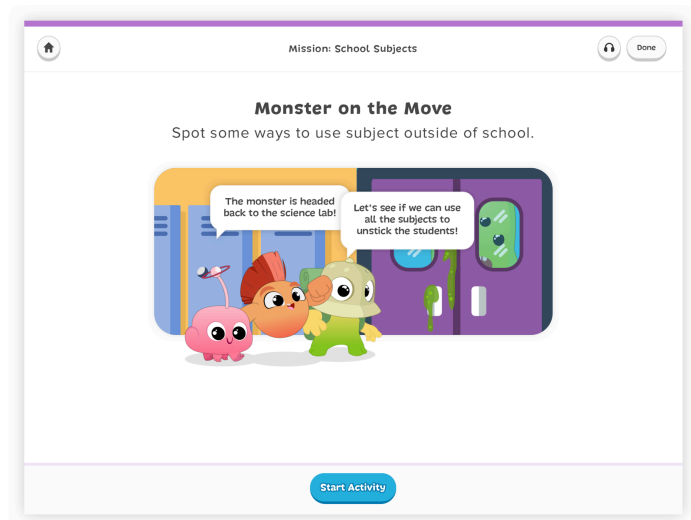 Mission: School Subjects
Done
Monster on the Move
Spot some ways to use subject outside of school.
The monster is headed
back to the science lab!
Let's see if we can use
all the subjects to
unstick the students!
Start Activity